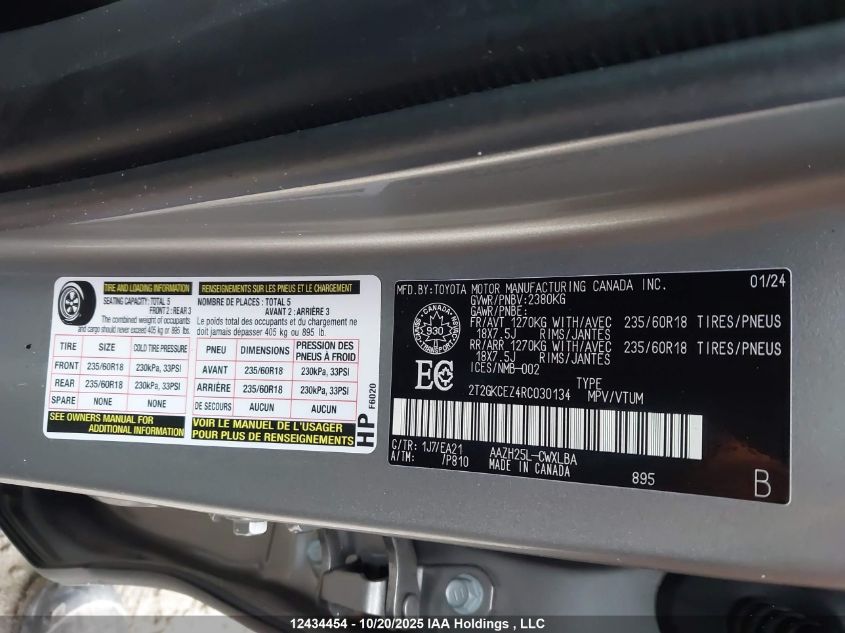 TIRE AND LOADING INFORMATION
SEATING CAPACITY: TOTAL 5
FRONT 2 : REAR 3
The combined weight of occupants
and cargo should never exceed 405 kg or 895 lbs.
TIRE SIZE COLD TIRE PRESSURE
FRONT 235/60R18 230kPa, 33PSI
REAR 235/60R18 230kPa, 33PSI
SPARE NONE NONE
SEE OWNERS MANUAL FOR
ADDITIONAL INFORMATION
RENSEIGNEMENTS SUR LES PNEUS ET LE CHARGEMENT
NOMBRE DE PLACES : TOTAL 5
AVANT 2 : ARRIÈRE 3
Le poids total des occupants et du chargement ne
doit jamais dépasser 405 kg ou 895 lb.
PNEU DIMENSIONS PRESSION DES
PNEUS À FROID
AVANT 235/60R18 230kPa, 33PSI
ARRIÈRE 235/60R18 230kPa, 33PSI
DE SECOURS AUCUN AUCUN
VOIR LE MANUEL DE L'USAGER
POUR PLUS DE RENSEIGNEMENTS
HP F6020
MFD.BY:TOYOTA MOTOR MANUFACTURING CANADA INC. 01/24
GVWR/PNBV:2380KG
GAWR/PNBE:
FR/AVT 1270KG WITH/AVEC 235/60R18 TIRES/PNEUS
18X7.5J RIMS/JANTES
RR/ARR 1270KG WITH/AVEC 235/60R18 TIRES/PNEUS
18X7.5J RIMS/JANTES
ICES/NMB-002
CANADA
930
TRANSPORT
EC
TYPE
2T2GKCEZ4RC030134 MPV/VTUM
C/TR: 1J7/EA21 AAZH25L-CWXLBA
A/TM: /P810 MADE IN CANADA
895
B
12434454 - 10/20/2025 IAA Holdings , LLC